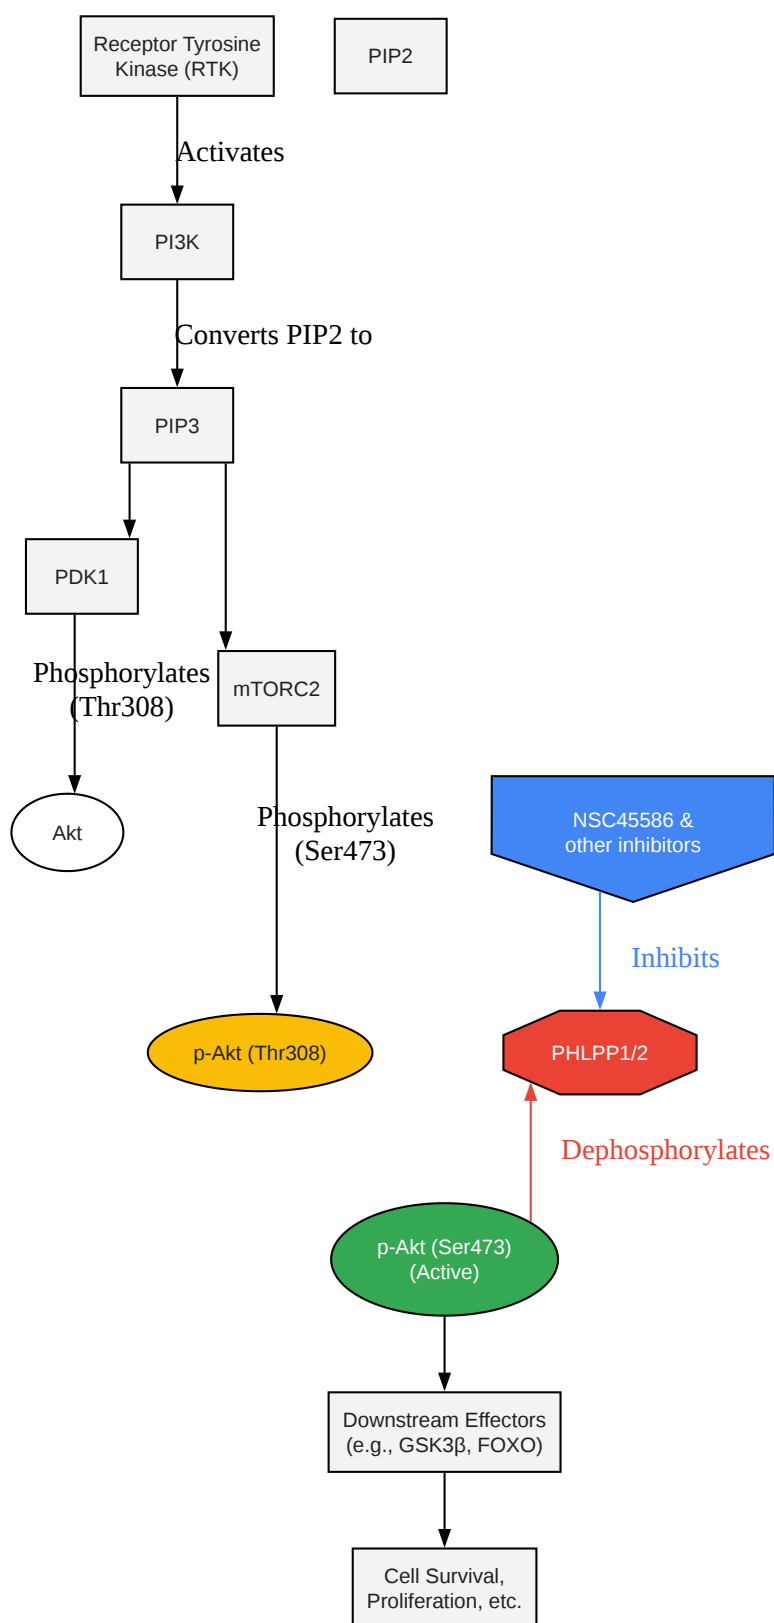 Receptor Tyrosine
Kinase (RTK)
PIP2
Activates
PI3K
Converts PIP2 to
PIP3
PDK1
Phosphorylates
(Thr308)
mTORC2
Akt
Phosphorylates
(Ser473)
NSC45586 &
other inhibitors
Inhibits
p-Akt (Thr308)
PHLPP1/2
Dephosphorylates
p-Akt (Ser473)
(Active)
Downstream Effectors
(e.g., GSK3β, FOXO)
Cell Survival,
Proliferation, etc.